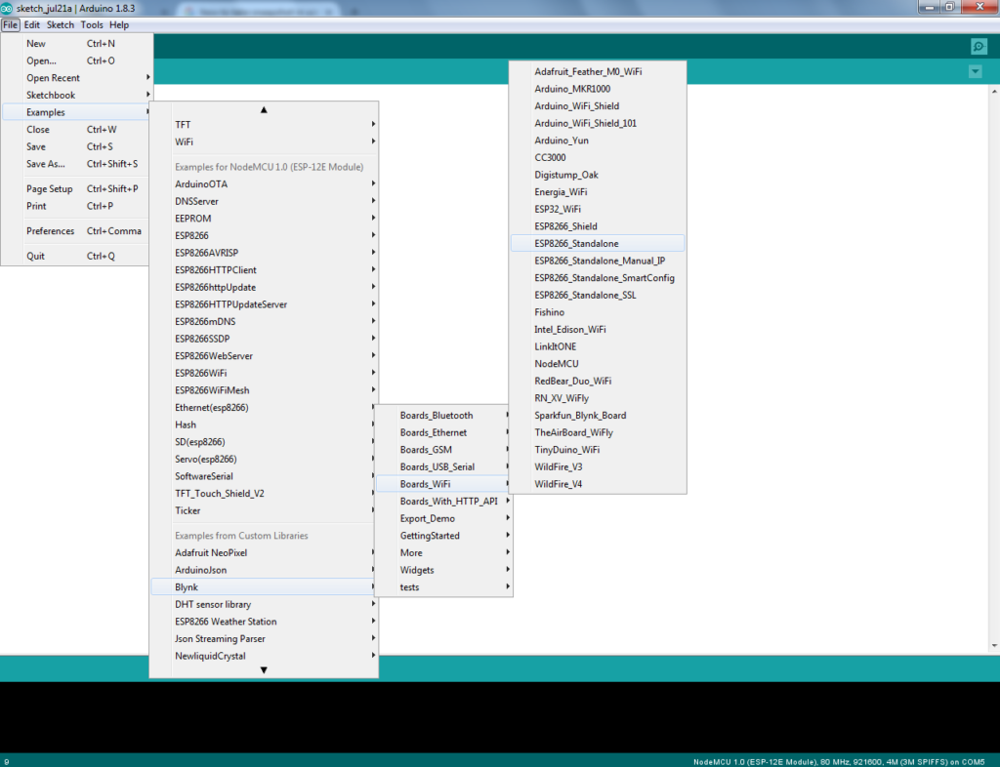 sketch_jul21a | Arduino 1.8.3
File Edit Sketch Tools Help
New Ctrl+N
Open... Ctrl+O
Open Recent
Sketchbook
Examples
Close Ctrl+W
Save Ctrl+S
Save As... Ctrl+Shift+S
Page Setup Ctrl+Shift+P
Print Ctrl+P
Preferences Ctrl+Comma
Quit Ctrl+Q
TFT
WiFi
Examples for NodeMCU 1.0 (ESP-12E Module)
ArduinoOTA
DNSServer
EEPROM
ESP8266
ESP8266AVRISP
ESP8266HTTPClient
ESP8266httpUpdate
ESP8266HTTPUpdateServer
ESP8266mDNS
ESP8266SSDP
ESP8266WebServer
ESP8266WiFi
ESP8266WiFiMesh
Ethernet(esp8266)
Hash
SD(esp8266)
Servo(esp8266)
SoftwareSerial
TFT_Touch_Shield_V2
Ticker
Examples from Custom Libraries
Adafruit NeoPixel
ArduinoJson
Blynk
DHT sensor library
ESP8266 Weather Station
Json Streaming Parser
NewliquidCrystal
Boards_Bluetooth
Boards_Ethernet
Boards_GSM
Boards_USB_Serial
Boards_WiFi
Boards_With_HTTP_API
Export_Demo
GettingStarted
More
Widgets
tests
Adafruit_Feather_M0_WiFi
Arduino_MKR1000
Arduino_WiFi_Shield
Arduino_WiFi_Shield_101
Arduino_Yun
CC3000
Digistump_Oak
Energia_WiFi
ESP32_WiFi
ESP8266_Shield
ESP8266_Standalone
ESP8266_Standalone_Manual_IP
ESP8266_Standalone_SmartConfig
ESP8266_Standalone_SSL
Fishino
Intel_Edison_WiFi
LinkItONE
NodeMCU
RedBear_Duo_WiFi
RN_XV_WiFly
Sparkfun_Blynk_Board
TheAirBoard_WiFly
TinyDuino_WiFi
WildFire_V3
WildFire_V4
9 NodeMCU 1.0 (ESP-12E Module), 80 MHz, 921600, 4M (3M SPIFFS) on COM5